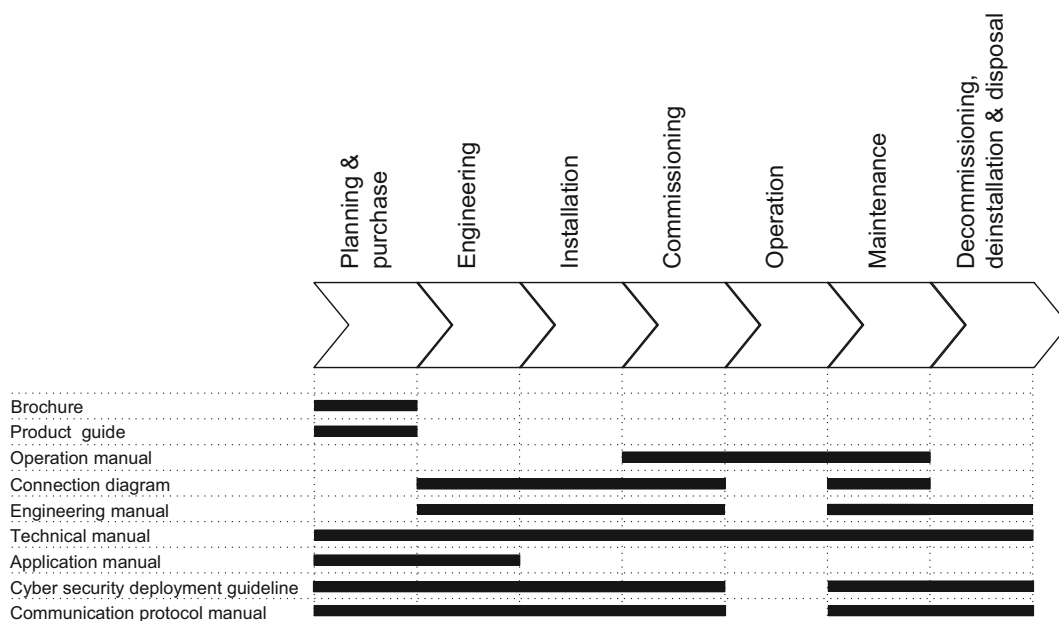 Planning &
purchase
Engineering
Installation
Commissioning
Operation
Maintenance
Decommissioning,
deinstallation & disposal
Brochure
Product guide
Operation manual
Connection diagram
Engineering manual
Technical manual
Application manual
Cyber security deployment guideline
Communication protocol manual